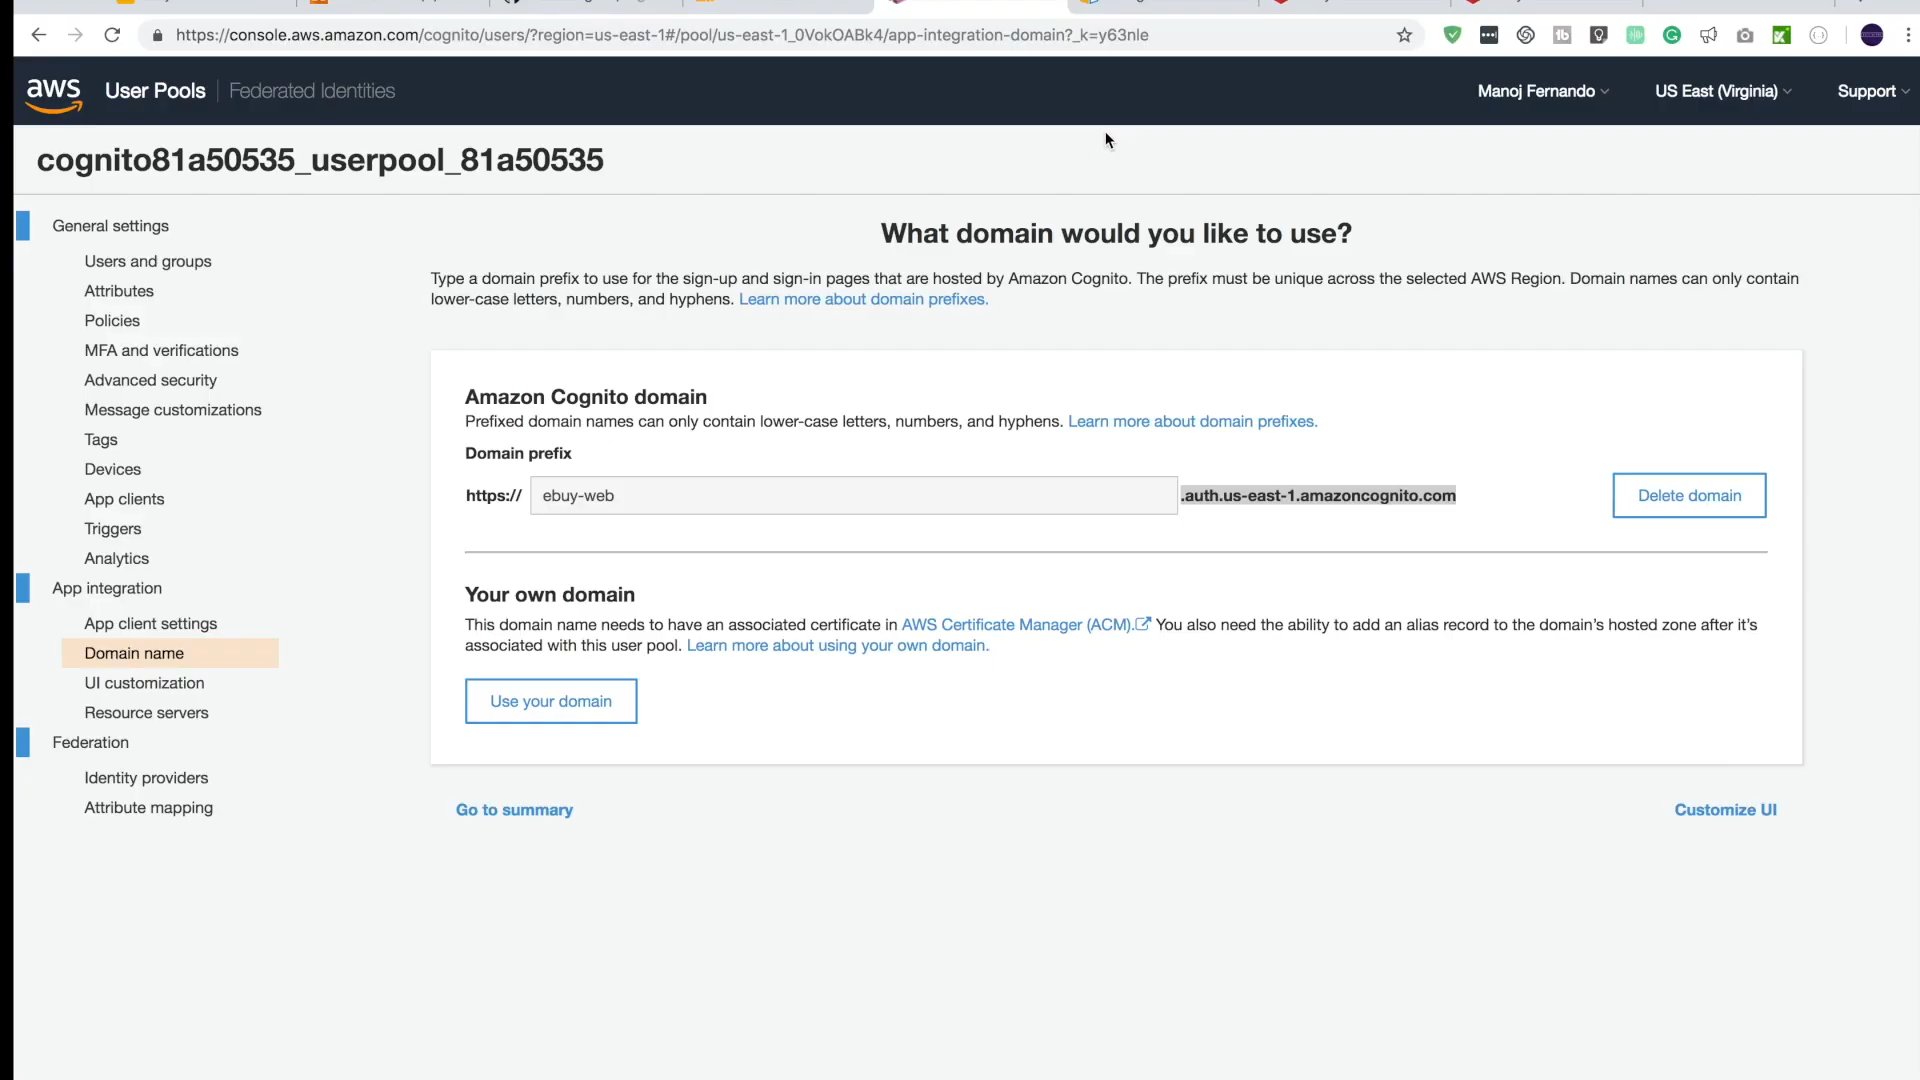 https://console.aws.amazon.com/cognito/users/?region=us-east-1#/pool/us-east-1_0VokOABk4/app-integration-domain?_k=y63nle
aws User Pools Federated Identities Manoj Fernando US East (Virginia) Support
cognito81a50535_userpool_81a50535
General settings
Users and groups
Attributes
Policies
MFA and verifications
Advanced security
Message customizations
Tags
Devices
App clients
Triggers
Analytics
App integration
App client settings
Domain name
UI customization
Resource servers
Federation
Identity providers
Attribute mapping
What domain would you like to use?
Type a domain prefix to use for the sign-up and sign-in pages that are hosted by Amazon Cognito. The prefix must be unique across the selected AWS Region. Domain names can only contain
lower-case letters, numbers, and hyphens. Learn more about domain prefixes.
Amazon Cognito domain
Prefixed domain names can only contain lower-case letters, numbers, and hyphens. Learn more about domain prefixes.
Domain prefix
https:// ebuy-web .auth.us-east-1.amazoncognito.com Delete domain
Your own domain
This domain name needs to have an associated certificate in AWS Certificate Manager (ACM). You also need the ability to add an alias record to the domain's hosted zone after it's
associated with this user pool. Learn more about using your own domain.
Use your domain
Go to summary Customize UI